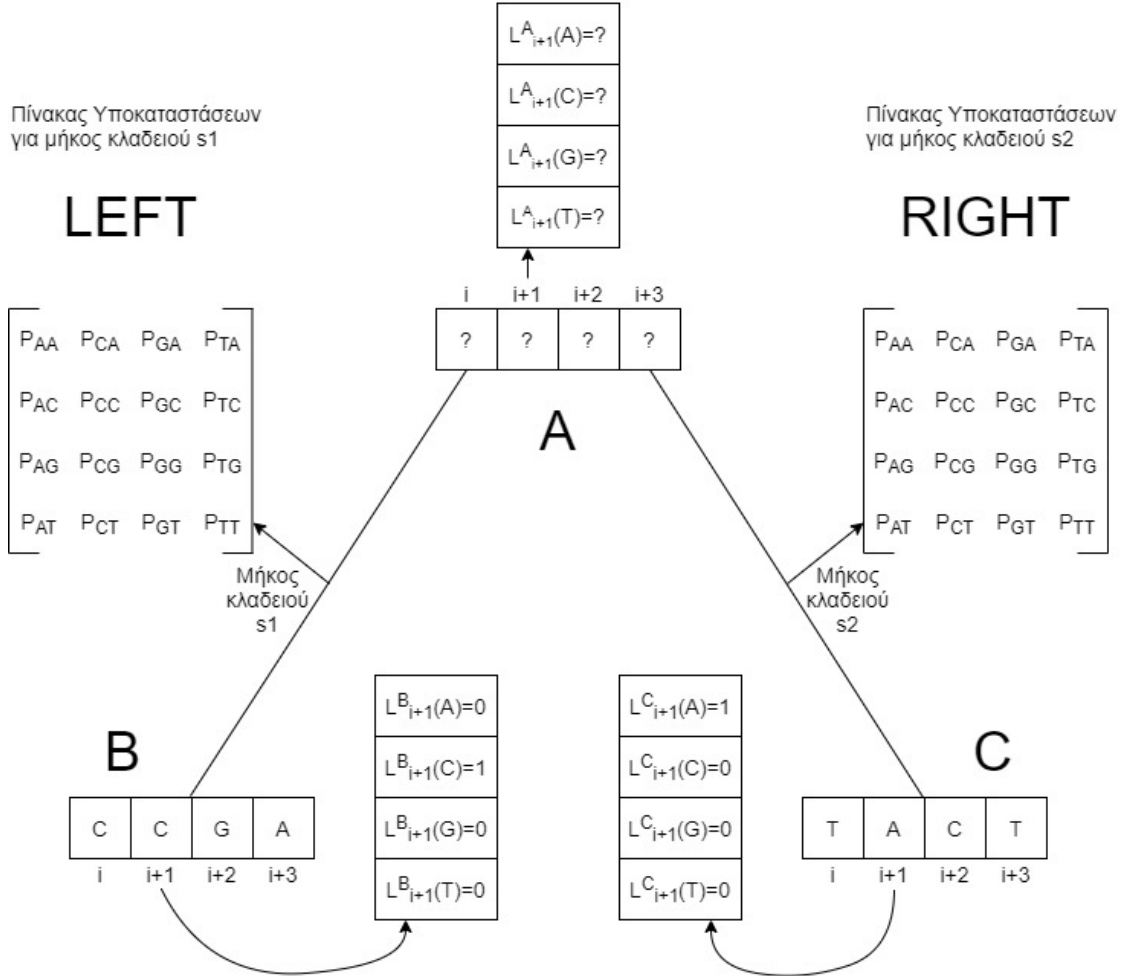 L^A_{i+1}(A)=?
L^A_{i+1}(C)=?
L^A_{i+1}(G)=?
L^A_{i+1}(T)=?
Πίνακας Υποκαταστάσεων
για μήκος κλαδειού s1
Πίνακας Υποκαταστάσεων
για μήκος κλαδειού s2
LEFT
RIGHT
i i+1 i+2 i+3
? ? ? ?
A
P_AA P_CA P_GA P_TA
P_AC P_CC P_GC P_TC
P_AG P_CG P_GG P_TG
P_AT P_CT P_GT P_TT
P_AA P_CA P_GA P_TA
P_AC P_CC P_GC P_TC
P_AG P_CG P_GG P_TG
P_AT P_CT P_GT P_TT
Μήκος
κλαδειού
s1
Μήκος
κλαδειού
s2
B
C C G A
i i+1 i+2 i+3
L^B_{i+1}(A)=0
L^B_{i+1}(C)=1
L^B_{i+1}(G)=0
L^B_{i+1}(T)=0
L^C_{i+1}(A)=1
L^C_{i+1}(C)=0
L^C_{i+1}(G)=0
L^C_{i+1}(T)=0
C
T A C T
i i+1 i+2 i+3